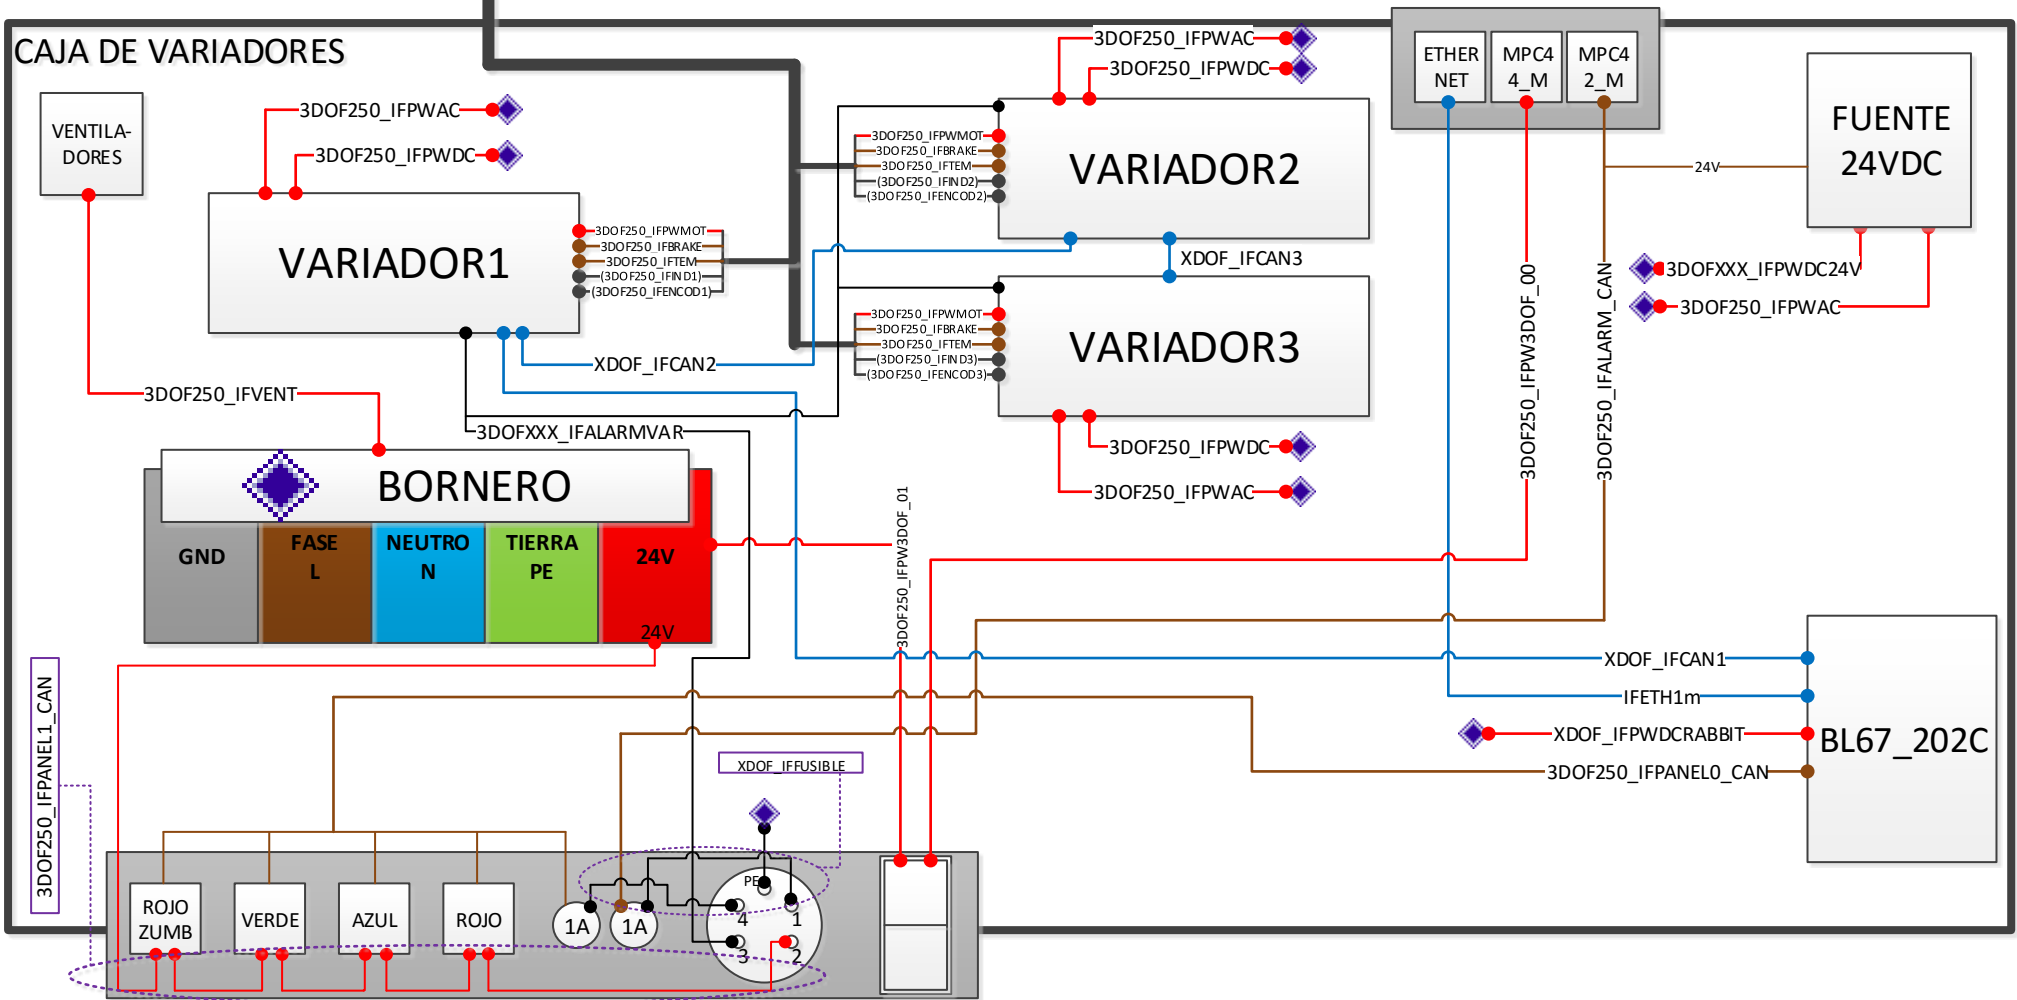 CAJA DE VARIADORES
VENTILA-
DORES
3DOF250_IFPWAC
3DOF250_IFPWDC
VARIADOR1
3DOF250_IFPWMOT
3DOF250_IFBRAKE
3DOF250_IFTEM
(3DOF250_IFIND1)
(3DOF250_IFENCOD1)
3DOF250_IFPWAC
3DOF250_IFPWDC
VARIADOR2
3DOF250_IFPWMOT
3DOF250_IFBRAKE
3DOF250_IFTEM
(3DOF250_IFIND2)
(3DOF250_IFENCOD2)
XDOF_IFCAN3
VARIADOR3
3DOF250_IFPWMOT
3DOF250_IFBRAKE
3DOF250_IFTEM
(3DOF250_IFIND3)
(3DOF250_IFENCOD3)
3DOF250_IFPWDC
3DOF250_IFPWAC
ETHER
NET
MPC4
4_M
MPC4
2_M
FUENTE
24VDC
24V
3DOFXXX_IFPWDC24V
3DOF250_IFPWAC
3DOF250_IFPW3DOF_00
3DOF250_IFALARM_CAN
XDOF_IFCAN2
3DOF250_IFVENT
3DOFXXX_IFALARMVAR
BORNERO
GND
FASE
L
NEUTRO
N
TIERRA
PE
24V
24V
3DOF250_IFPW3DOF_01
XDOF_IFCAN1
IFETH1m
XDOF_IFPWDCRABBIT
3DOF250_IFPANEL0_CAN
BL67_202C
3DOF250_IFPANEL1_CAN
XDOF_IFFUSIBLE
ROJO
ZUMB
VERDE
AZUL
ROJO
1A
1A
PE
4
1
3
2